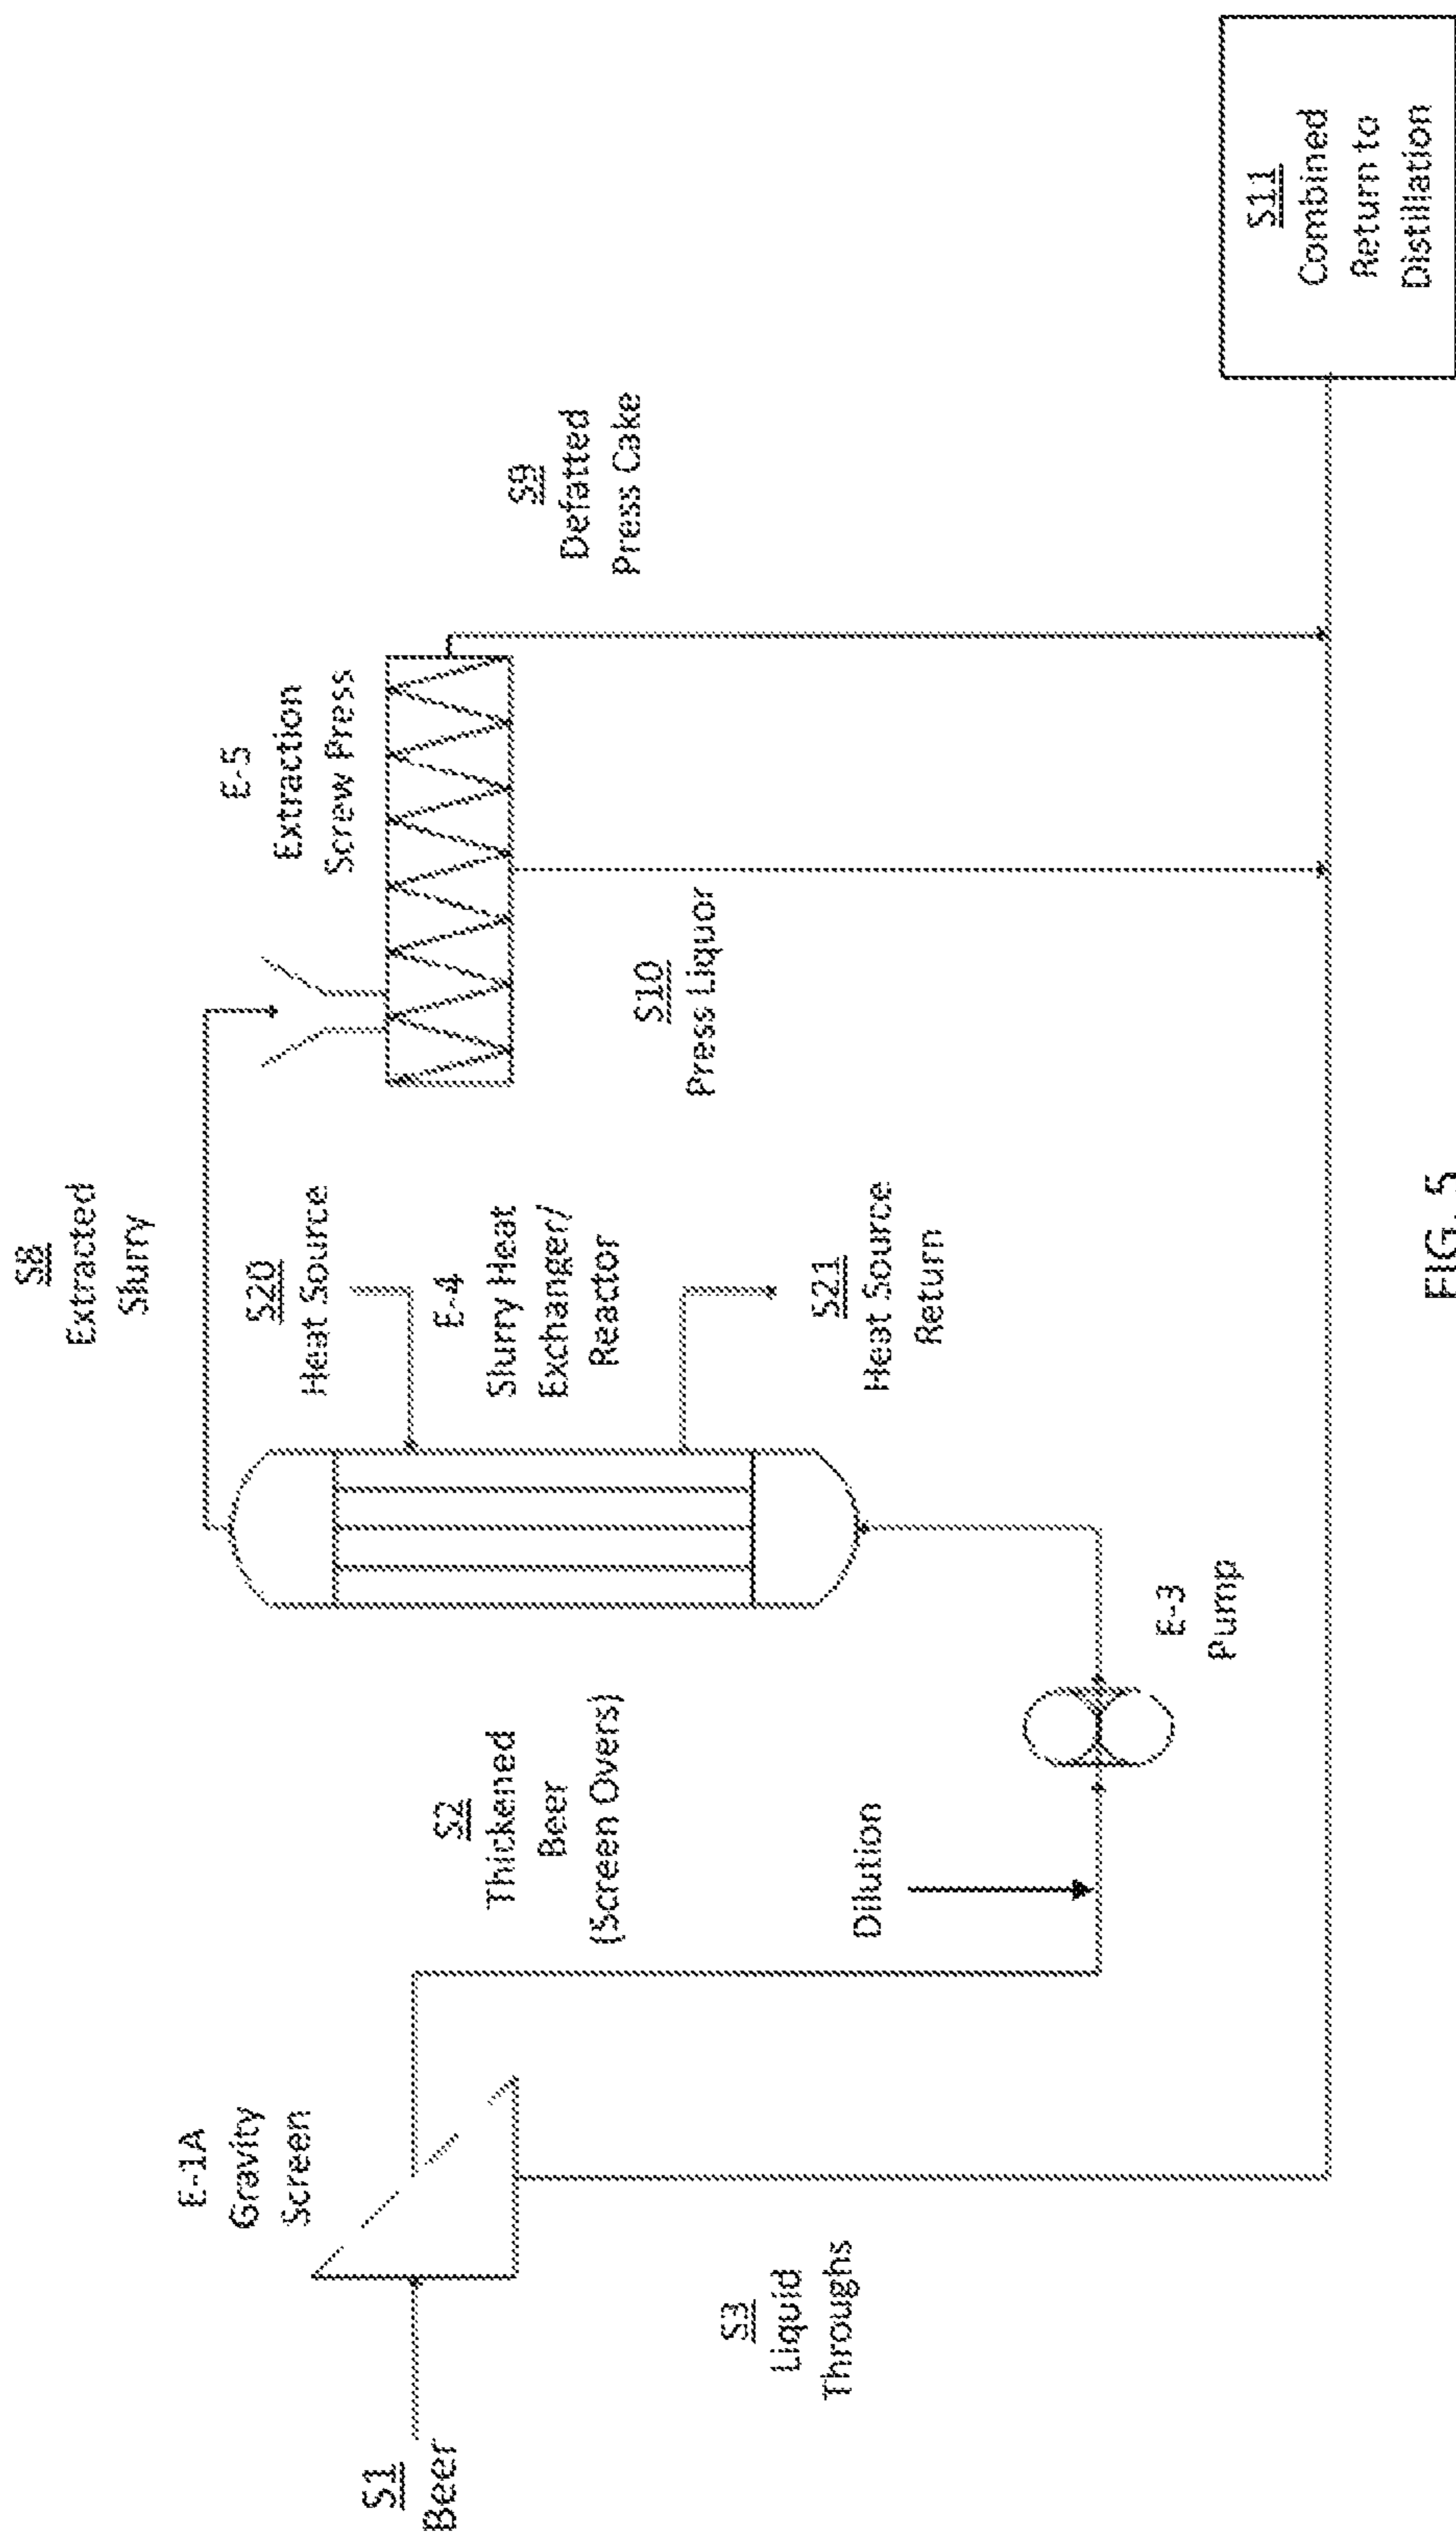 S1
Beer
E-1A
Gravity
Screen
S3
Liquid
Throughs
S2
Thickened
Beer
(Screen Overs)
Dilution
E-3
Pump
S8
Extracted
Slurry
S20
Heat Source
E-4
Slurry Heat
Exchanger/
Reactor
S21
Heat Source
Return
E-5
Extraction
Screw Press
S10
Press Liquor
S9
Defatted
Press Cake
S11
Combined
Return to
Distillation
FIG. 5